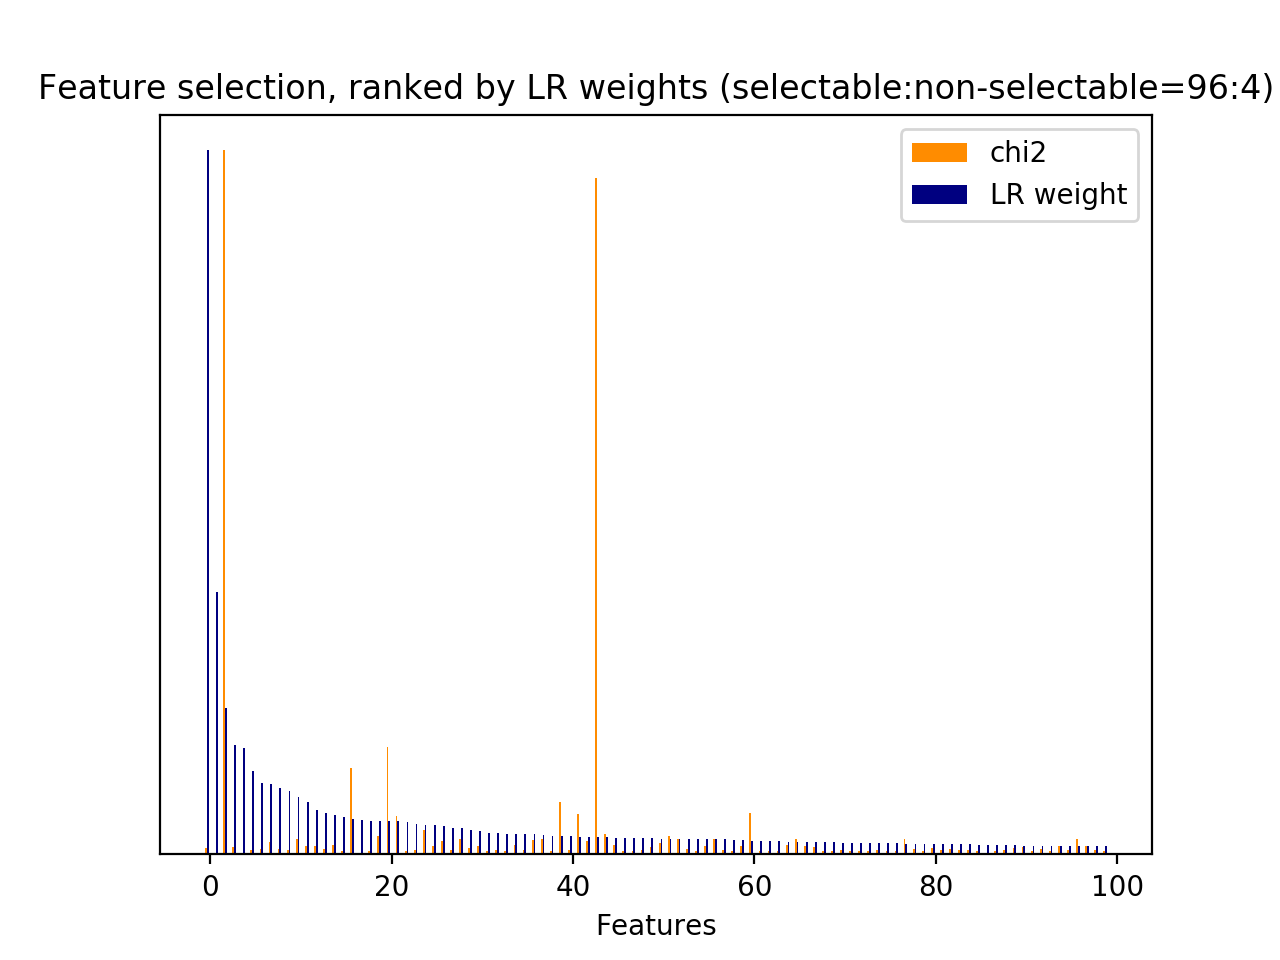 Feature selection, ranked by LR weights (selectable:non-selectable=96:4)
chi2
LR weight
0 20 40 60 80 100
Features